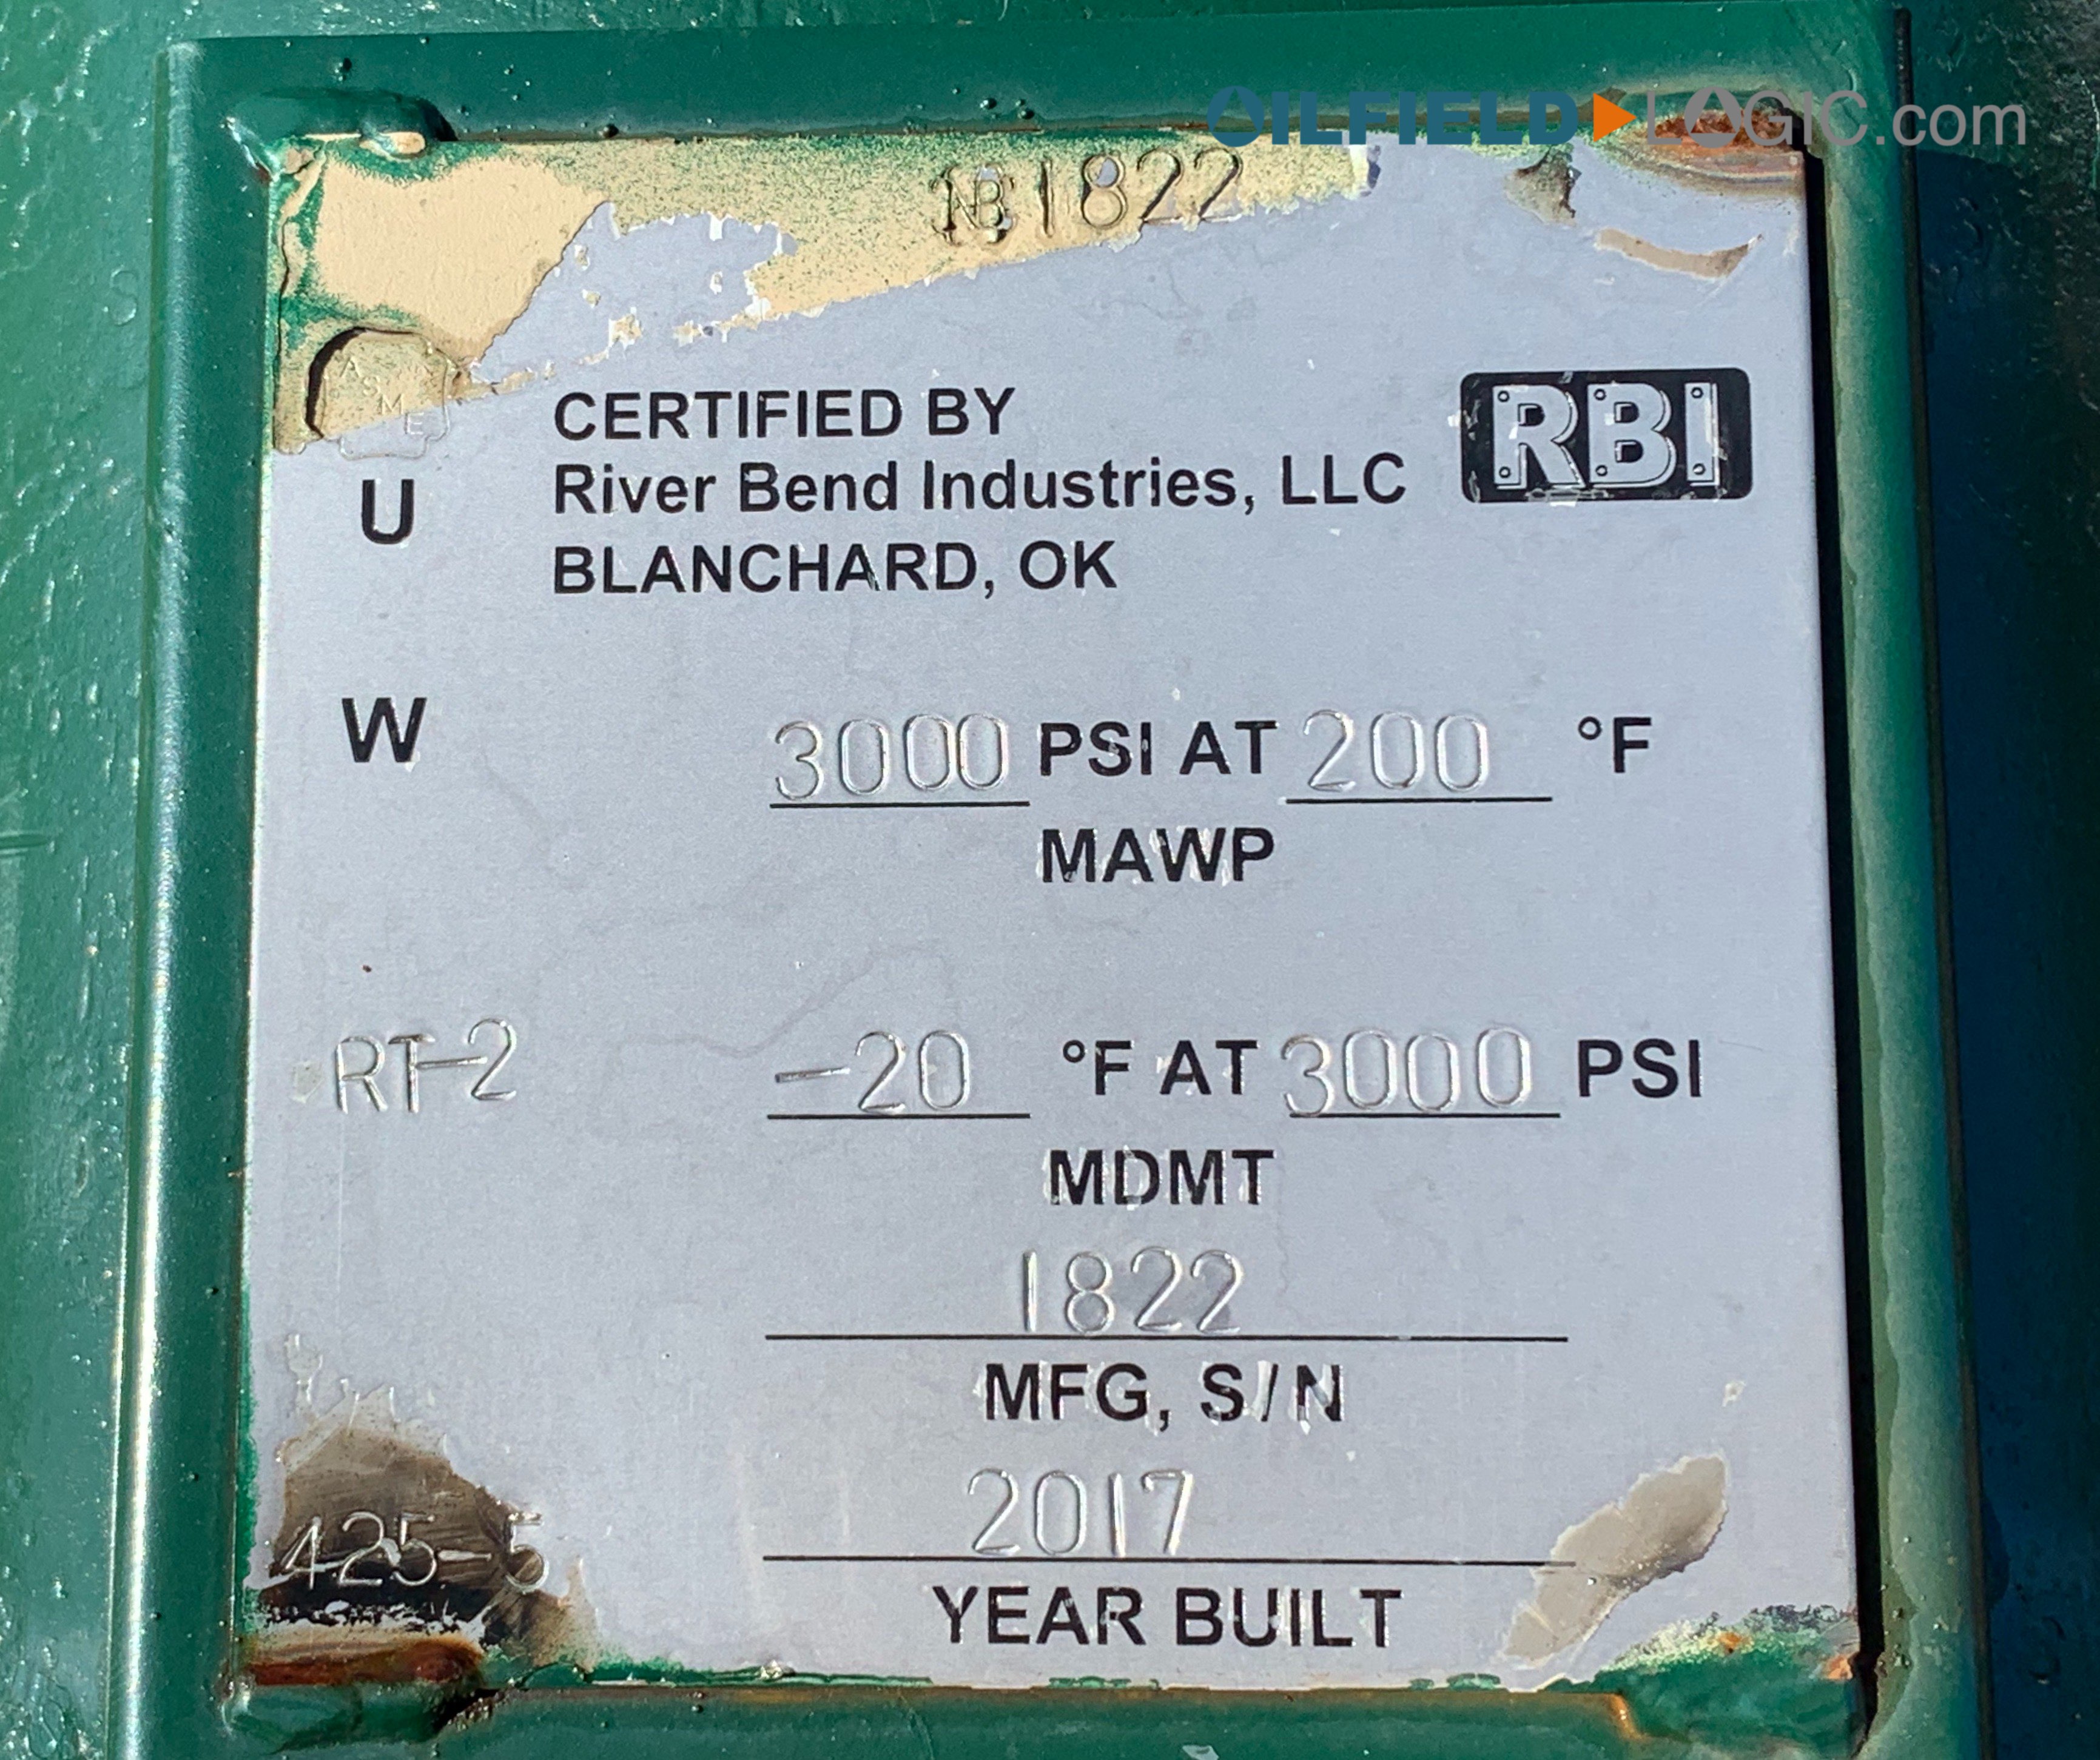 OILFIELD LOGIC.com
NB 1822
ASME
CERTIFIED BY
RBI
River Bend Industries, LLC
U
BLANCHARD, OK
W
3000 PSI AT 200 °F
MAWP
RT-2
-20 °F AT 3000 PSI
MDMT
1822
MFG, S/N
2017
425-5
YEAR BUILT